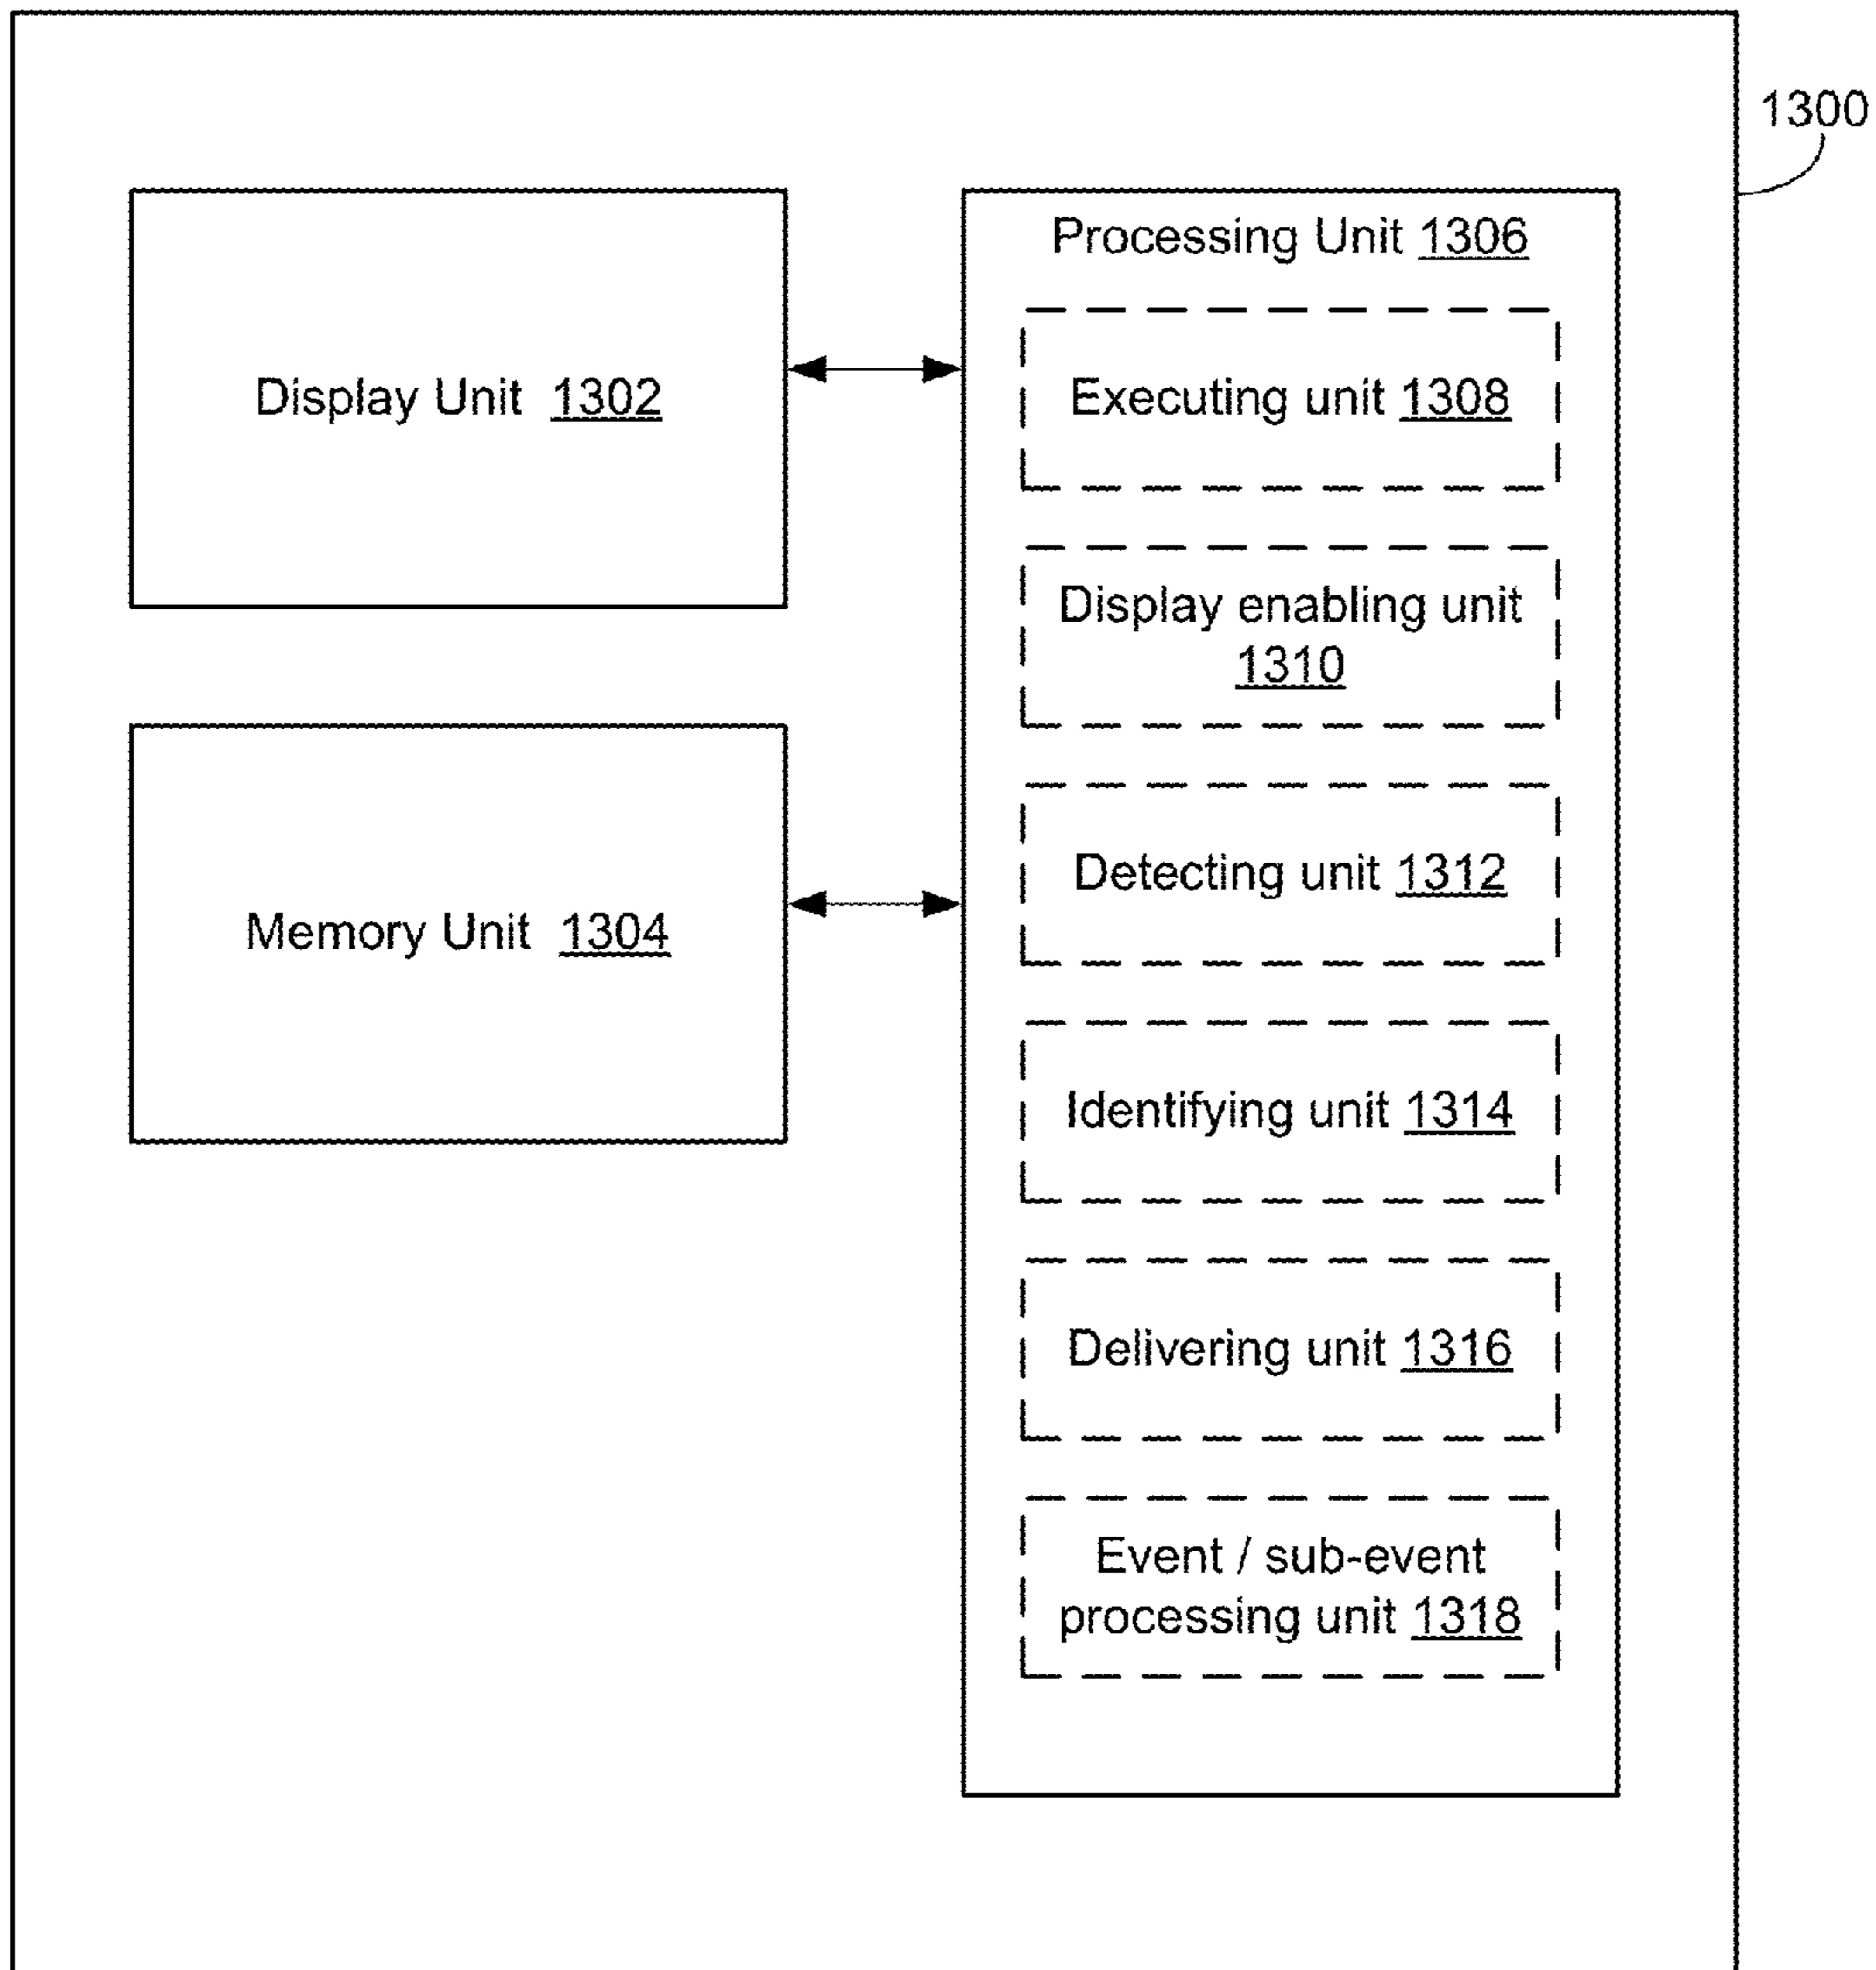 1300
Display Unit 1302
Memory Unit 1304
Processing Unit 1306
Executing unit 1308
Display enabling unit
1310
Detecting unit 1312
Identifying unit 1314
Delivering unit 1316
Event / sub-event
processing unit 1318